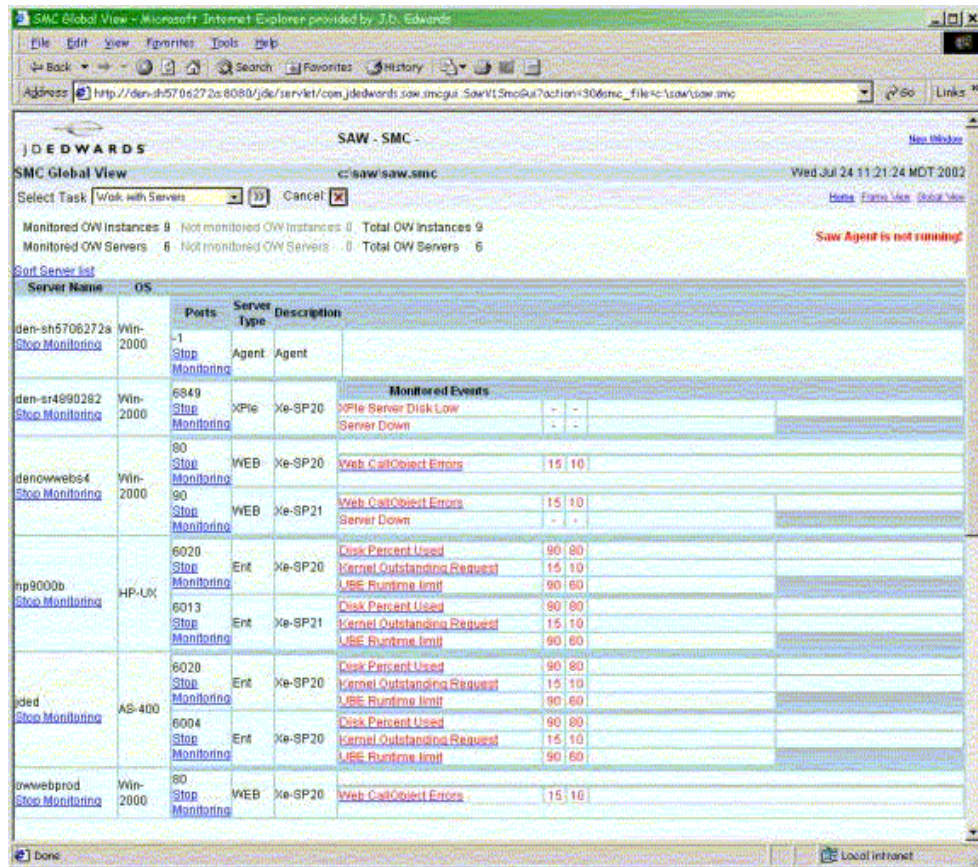 SMC Global View - Microsoft Internet Explorer provided by J.D. Edwards
File Edit View Favorites Tools Help
Back Search Favorites History
Address http://den-sh5706272a:8080/jde/servlet/com.jdedwards.saw.smcgui.SawV1SmcGui?action=30&smc_file=c:\saw\saw.smc Go Links
JDEDWARDS SAW - SMC - New Window
SMC Global View c:\saw\saw.smc Wed Jul 24 11:21:24 MDT 2002
Select Task Work with Servers >> Cancel Home Frame View Global View
Monitored OW Instances 9 Not monitored OW Instances 0 Total OW Instances 9
Monitored OW Servers 6 Not monitored OW Servers 0 Total OW Servers 6
Saw Agent is not running!
Sort Server list
Server Name OS
Ports Server Type Description
den-sh5706272a Win-2000
Stop Monitoring
-1 Stop Monitoring Agent Agent
den-sr4890282 Win-2000
Stop Monitoring
6849 Stop Monitoring XPIe Xe-SP20
Monitored Events
XPIe Server Disk Low - -
Server Down - -
denowwebs4 Win-2000
Stop Monitoring
80 Stop Monitoring WEB Xe-SP20
Web CallObject Errors 15 10
90 Stop Monitoring WEB Xe-SP21
Web CallObject Errors 15 10
Server Down - -
hp9000b HP-UX
Stop Monitoring
6020 Stop Monitoring Ent Xe-SP20
Disk Percent Used 90 80
Kernel Outstanding Request 15 10
UBE Runtime limit 90 60
6013 Stop Monitoring Ent Xe-SP21
Disk Percent Used 90 80
Kernel Outstanding Request 15 10
UBE Runtime limit 90 60
jded AS-400
Stop Monitoring
6020 Stop Monitoring Ent Xe-SP20
Disk Percent Used 90 80
Kernel Outstanding Request 15 10
UBE Runtime limit 90 60
6004 Stop Monitoring Ent Xe-SP20
Disk Percent Used 90 80
Kernel Outstanding Request 15 10
UBE Runtime limit 90 60
owwebprod Win-2000
Stop Monitoring
80 Stop Monitoring WEB Xe-SP20
Web CallObject Errors 15 10
Done Local intranet